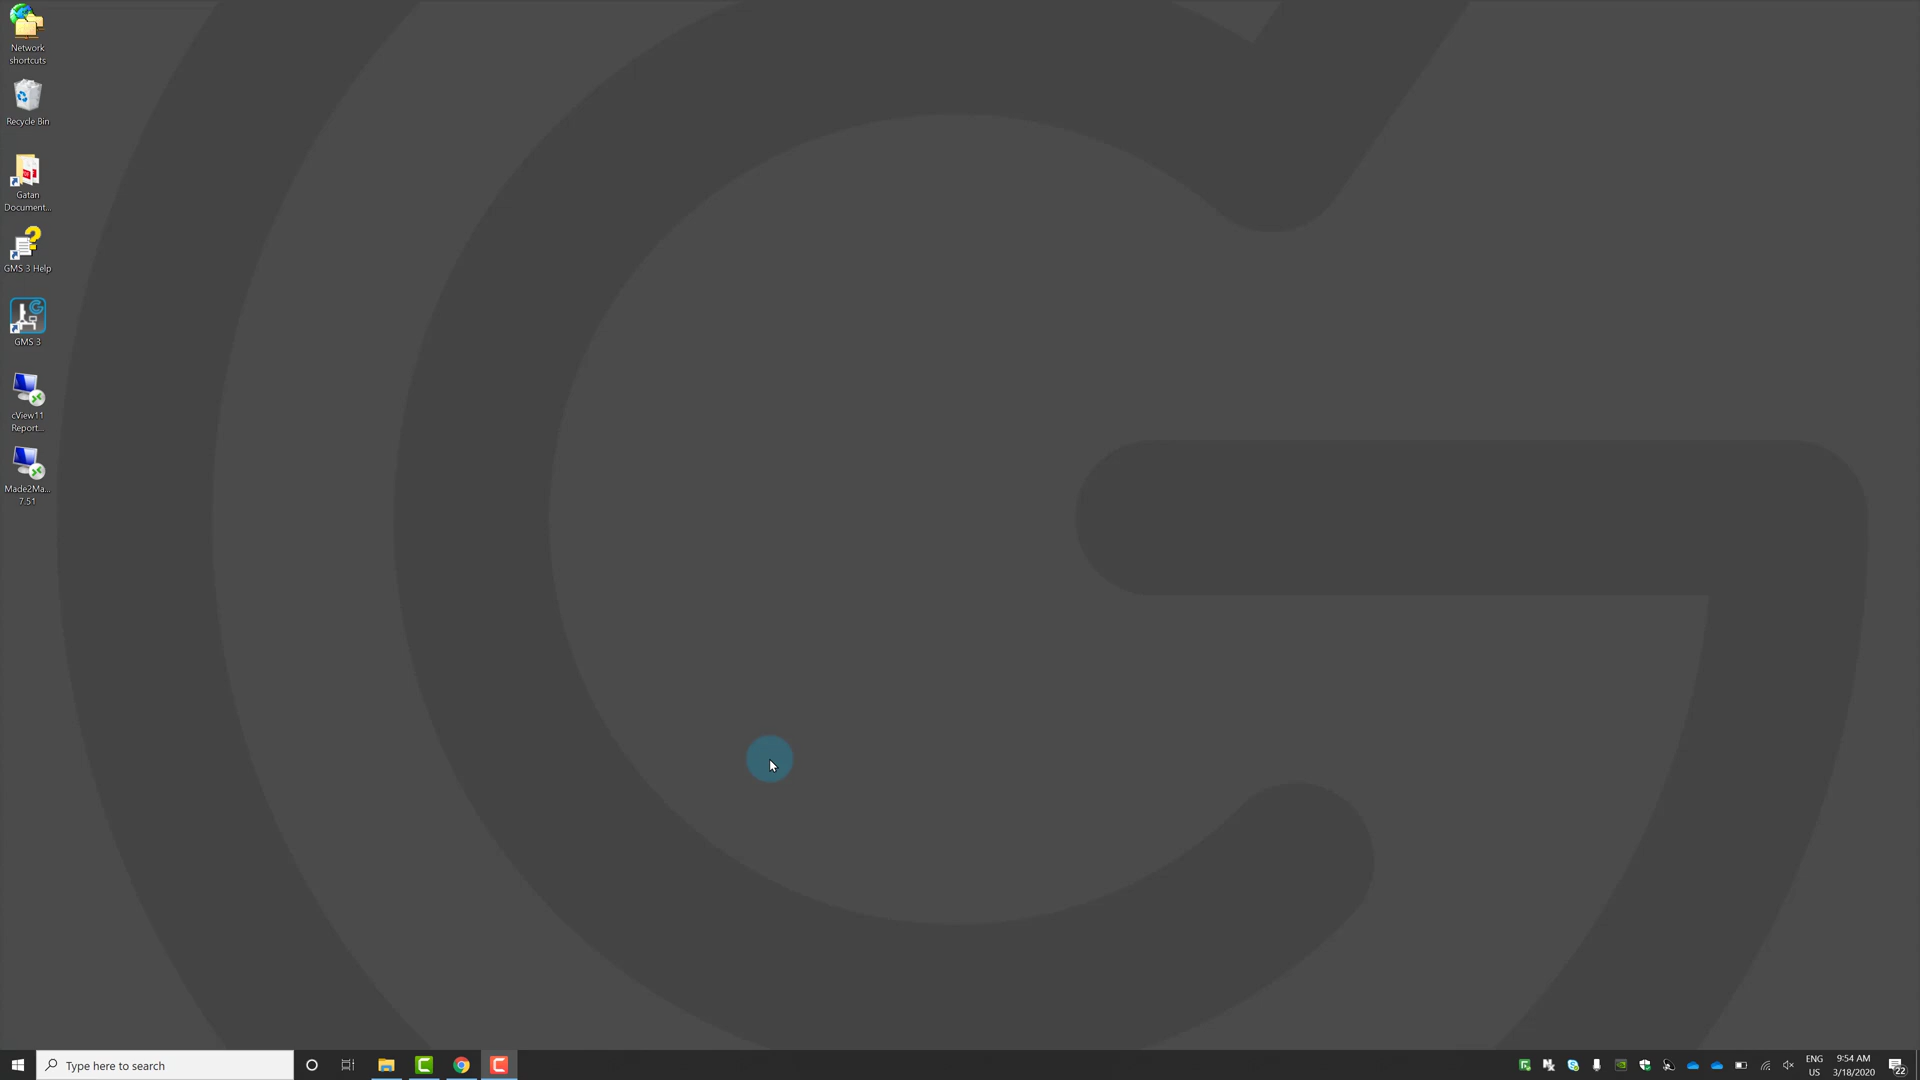 Network
shortcuts
Recycle Bin
Gatan
Document...
GMS 3 Help
GMS 3
cView11
Report...
Made2Ma...
7.51
Type here to search
ENG
US
9:54 AM
3/18/2020
22